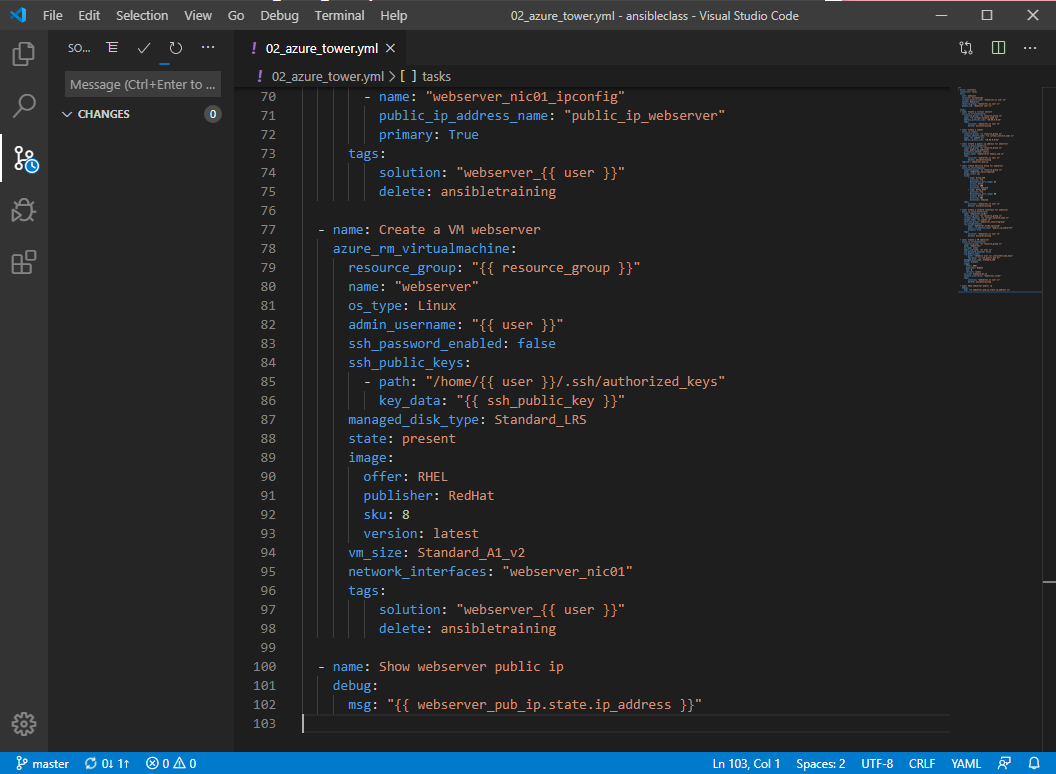 File Edit Selection View Go Debug Terminal Help 02_azure_tower.yml - ansibleclass - Visual Studio Code
SO...
! 02_azure_tower.yml
! 02_azure_tower.yml > [ ] tasks
Message (Ctrl+Enter to ...
CHANGES 0
70 - name: "webserver_nic01_ipconfig"
71 public_ip_address_name: "public_ip_webserver"
72 primary: True
73 tags:
74 solution: "webserver_{{ user }}"
75 delete: ansibletraining
76
77 - name: Create a VM webserver
78 azure_rm_virtualmachine:
79 resource_group: "{{ resource_group }}"
80 name: "webserver"
81 os_type: Linux
82 admin_username: "{{ user }}"
83 ssh_password_enabled: false
84 ssh_public_keys:
85 - path: "/home/{{ user }}/.ssh/authorized_keys"
86 key_data: "{{ ssh_public_key }}"
87 managed_disk_type: Standard_LRS
88 state: present
89 image:
90 offer: RHEL
91 publisher: RedHat
92 sku: 8
93 version: latest
94 vm_size: Standard_A1_v2
95 network_interfaces: "webserver_nic01"
96 tags:
97 solution: "webserver_{{ user }}"
98 delete: ansibletraining
99
100 - name: Show webserver public ip
101 debug:
102 msg: "{{ webserver_pub_ip.state.ip_address }}"
103
master 0↓ 1↑ 0 0 Ln 103, Col 1 Spaces: 2 UTF-8 CRLF YAML